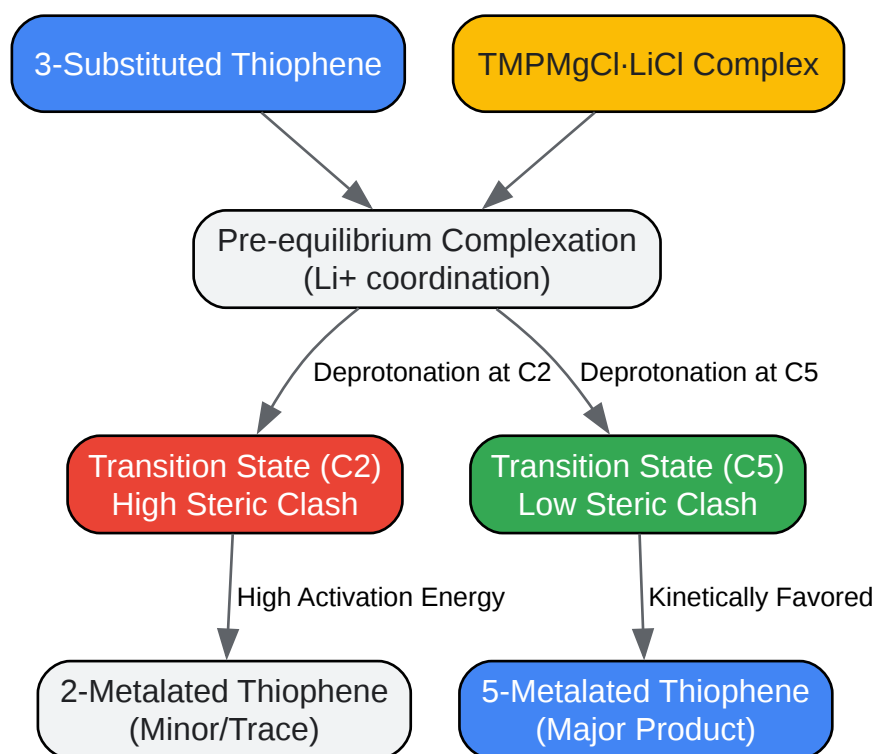 3-Substituted Thiophene
TMPMgCl·LiCl Complex
Pre-equilibrium Complexation
(Li+ coordination)
Deprotonation at C2
Deprotonation at C5
Transition State (C2)
High Steric Clash
Transition State (C5)
Low Steric Clash
High Activation Energy
Kinetically Favored
2-Metalated Thiophene
(Minor/Trace)
5-Metalated Thiophene
(Major Product)